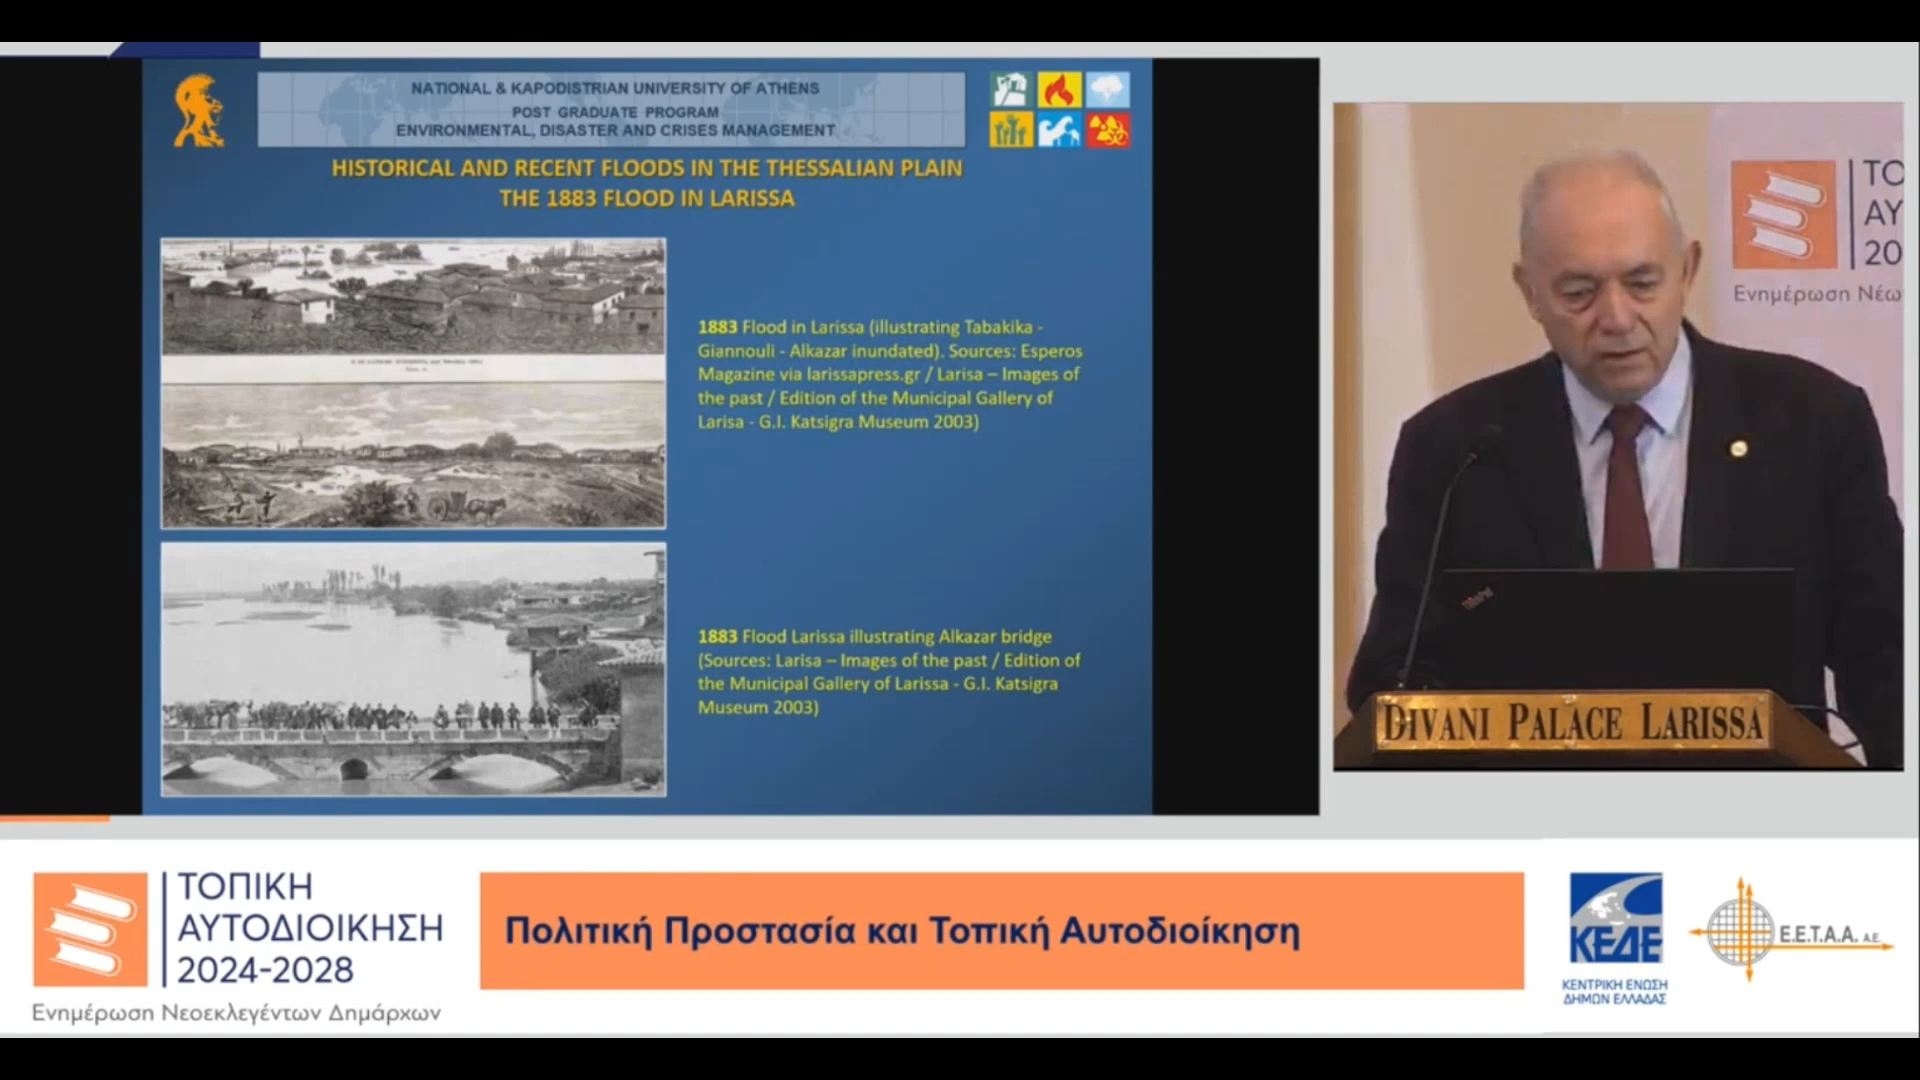 NATIONAL & KAPODISTRIAN UNIVERSITY OF ATHENS
POST GRADUATE PROGRAM
ENVIRONMENTAL, DISASTER AND CRISES MANAGEMENT
HISTORICAL AND RECENT FLOODS IN THE THESSALIAN PLAIN
THE 1883 FLOOD IN LARISSA
1883 Flood in Larissa (illustrating Tabakika -
Giannouli - Alkazar inundated). Sources: Esperos
Magazine via larissapress.gr / Larisa – Images of
the past / Edition of the Municipal Gallery of
Larisa - G.I. Katsigra Museum 2003)
1883 Flood Larissa illustrating Alkazar bridge
(Sources: Larisa – Images of the past / Edition of
the Municipal Gallery of Larissa - G.I. Katsigra
Museum 2003)
ΤΟ
ΑΥ
20
Ενημέρωση Νέω
ThinkPad
DIVANI PALACE LARISSA
ΤΟΠΙΚΗ
ΑΥΤΟΔΙΟΙΚΗΣΗ
2024-2028
Ενημέρωση Νεοεκλεγέντων Δημάρχων
Πολιτική Προστασία και Τοπική Αυτοδιοίκηση
ΚΕΔΕ
ΚΕΝΤΡΙΚΗ ΕΝΩΣΗ
ΔΗΜΩΝ ΕΛΛΑΔΑΣ
Ε.Ε.Τ.Α.Α. Α.Ε.